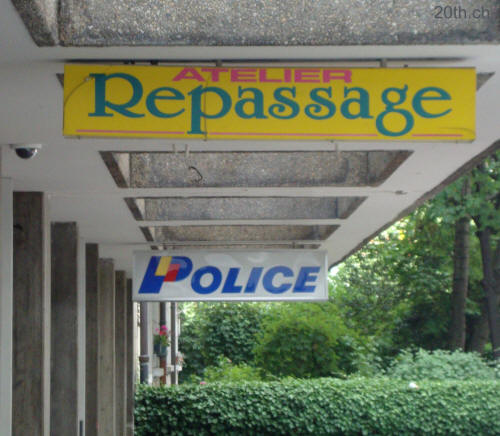 20th.ch
ATELIER
Repassage
POLICE